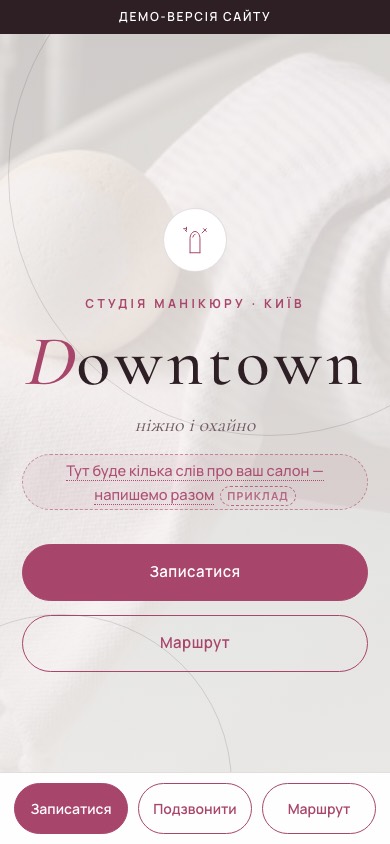 ДЕМО-ВЕРСІЯ САЙТУ
СТУДІЯ МАНІКЮРУ · КИЇВ
Downtown
ніжно і охайно
Тут буде кілька слів про ваш салон —
напишемо разом ПРИКЛАД
Записатися
Маршрут
Записатися Подзвонити Маршрут